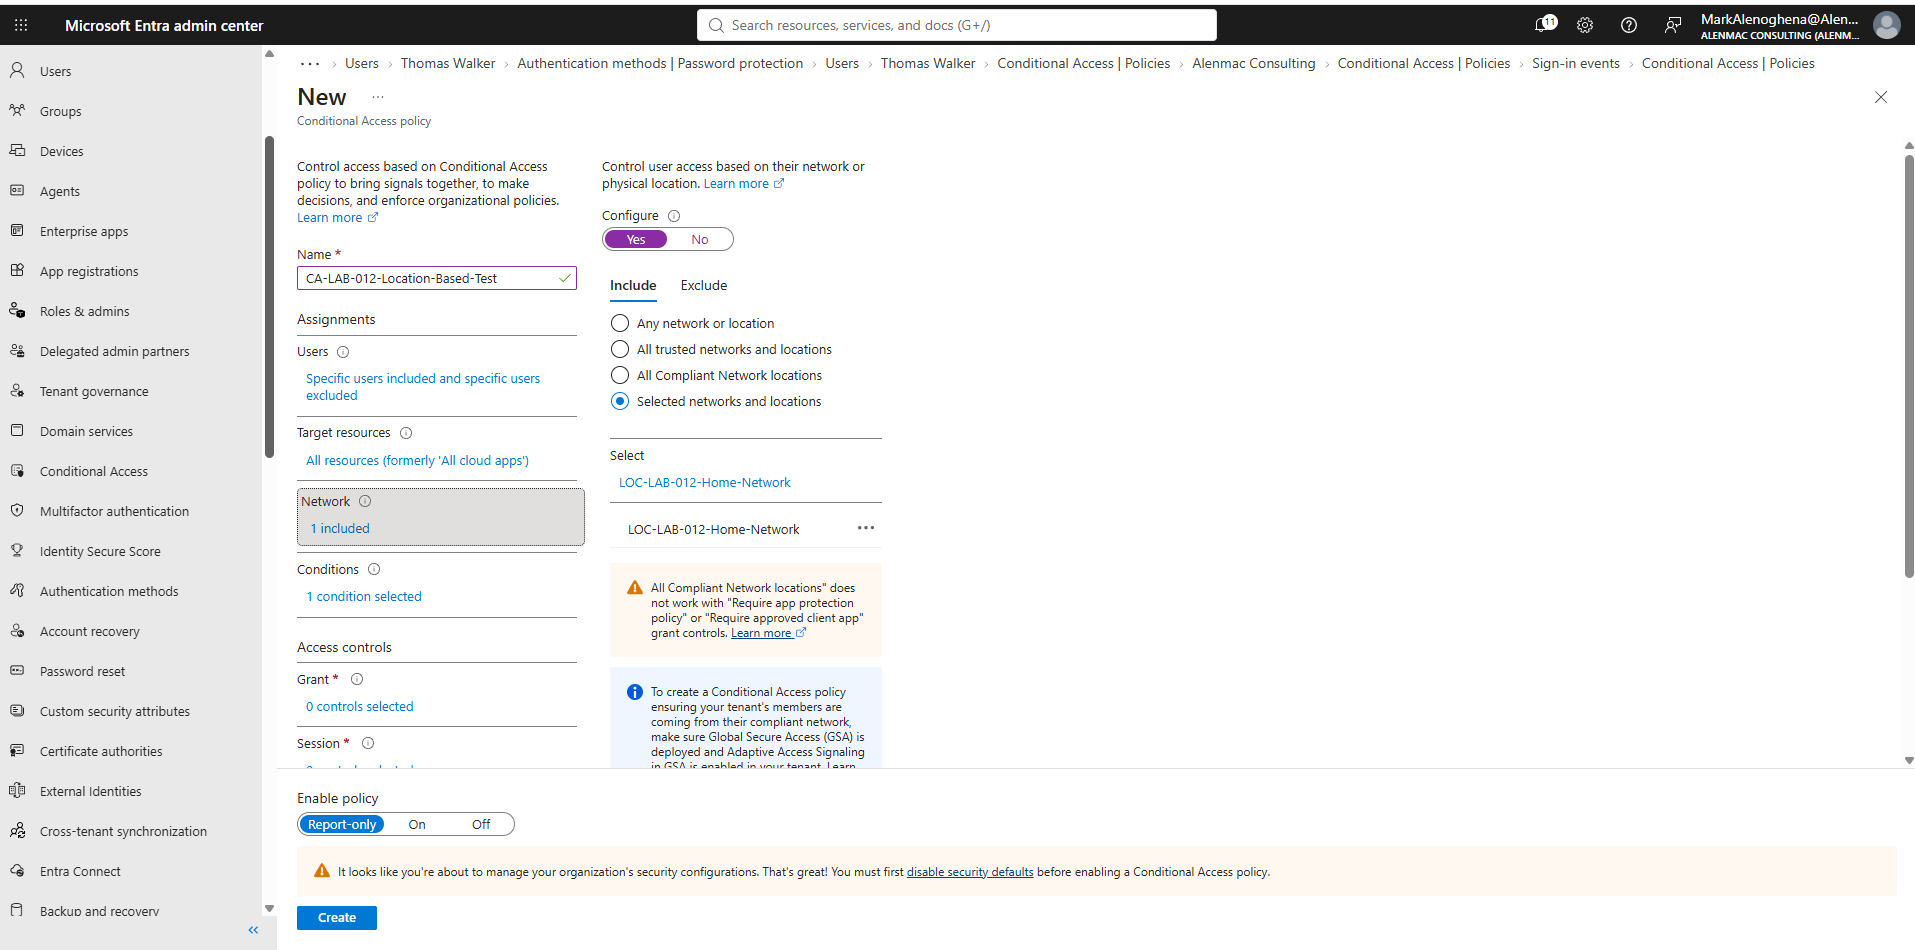 Microsoft Entra admin center
Search resources, services, and docs (G+/)
11
MarkAlenoghena@Alen...
ALENMAC CONSULTING (ALENM...
Users
Groups
Devices
Agents
Enterprise apps
App registrations
Roles & admins
Delegated admin partners
Tenant governance
Domain services
Conditional Access
Multifactor authentication
Identity Secure Score
Authentication methods
Account recovery
Password reset
Custom security attributes
Certificate authorities
External Identities
Cross-tenant synchronization
Entra Connect
Backup and recovery
«
··· > Users > Thomas Walker > Authentication methods | Password protection > Users > Thomas Walker > Conditional Access | Policies > Alenmac Consulting > Conditional Access | Policies > Sign-in events > Conditional Access | Policies
New ...
Conditional Access policy
Control access based on Conditional Access
policy to bring signals together, to make
decisions, and enforce organizational policies.
Learn more
Name *
CA-LAB-012-Location-Based-Test
Assignments
Users
Specific users included and specific users
excluded
Target resources
All resources (formerly 'All cloud apps')
Network
1 included
Conditions
1 condition selected
Access controls
Grant *
0 controls selected
Session *
Control user access based on their network or
physical location. Learn more
Configure
Yes No
Include Exclude
Any network or location
All trusted networks and locations
All Compliant Network locations
Selected networks and locations
Select
LOC-LAB-012-Home-Network
LOC-LAB-012-Home-Network ...
All Compliant Network locations" does
not work with "Require app protection
policy" or "Require approved client app"
grant controls. Learn more
To create a Conditional Access policy
ensuring your tenant's members are
coming from their compliant network,
make sure Global Secure Access (GSA) is
deployed and Adaptive Access Signaling
in GSA is enabled in your tenant. Learn
Enable policy
Report-only On Off
It looks like you're about to manage your organization's security configurations. That's great! You must first disable security defaults before enabling a Conditional Access policy.
Create